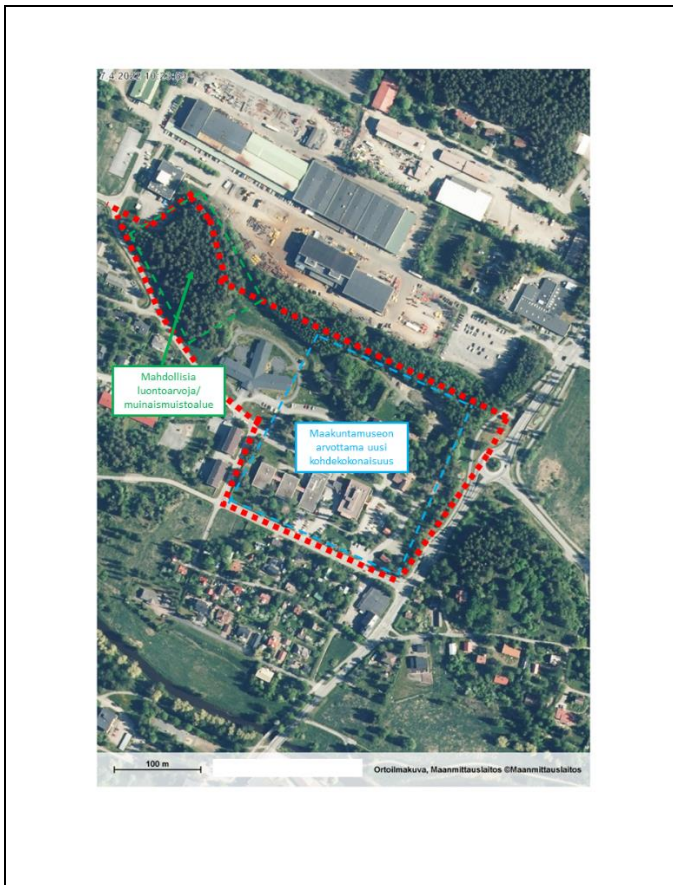 Mahdollisia
luontoarvoja/
muinaismuistoalue
Maakuntamuseon
arvottama uusi
kohdekokonaisuus
100 m
Ortoilmakuva, Maanmittauslaitos ©Maanmittauslaitos